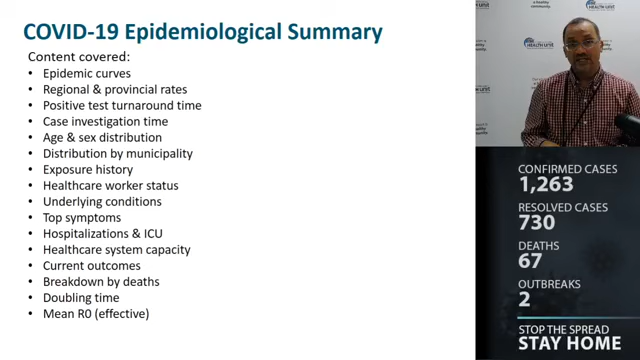 COVID-19 Epidemiological Summary
Content covered:
• Epidemic curves
• Regional & provincial rates
• Positive test turnaround time
• Case investigation time
• Age & sex distribution
• Distribution by municipality
• Exposure history
• Healthcare worker status
• Underlying conditions
• Top symptoms
• Hospitalizations & ICU
• Healthcare system capacity
• Current outcomes
• Breakdown by deaths
• Doubling time
• Mean R0 (effective)
HEALTH UNIT
CONFIRMED CASES
1,263
RESOLVED CASES
730
DEATHS
67
OUTBREAKS
2
STOP THE SPREAD
STAY HOME